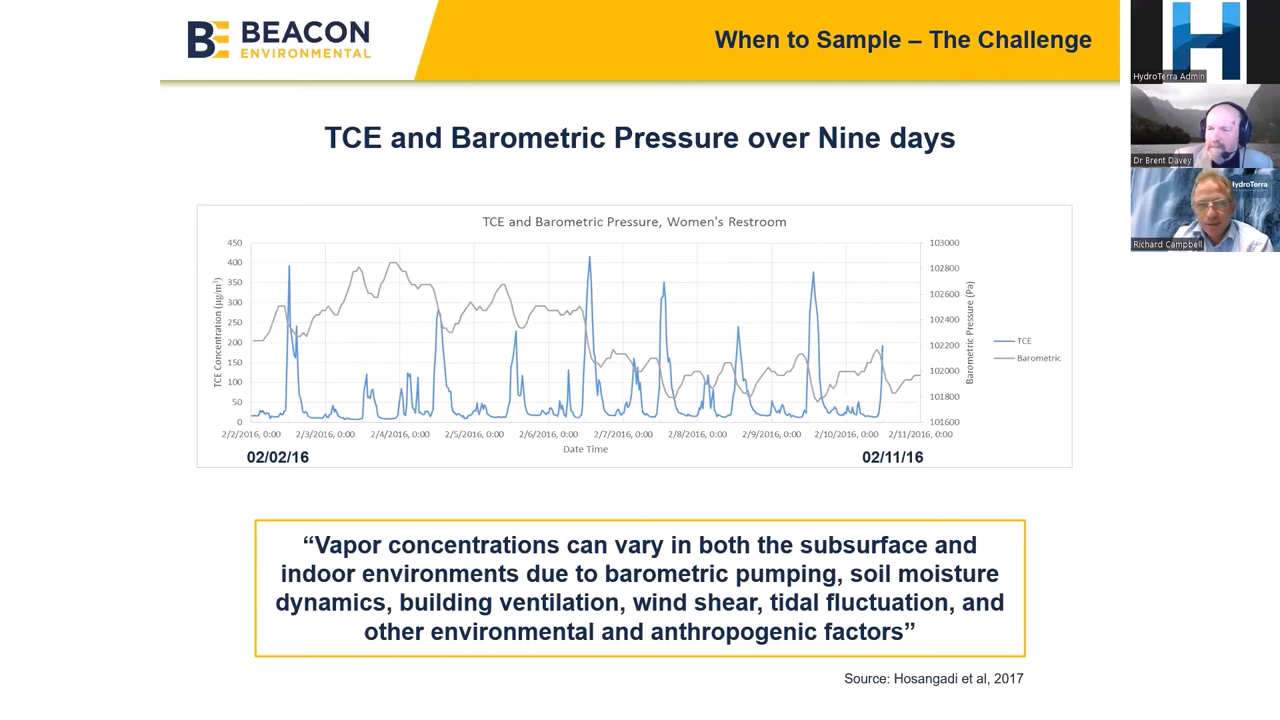 BEACON
ENVIRONMENTAL
When to Sample – The Challenge
HydroTerra Admin
Dr Brent Davey
HydroTerra
Richard Campbell
TCE and Barometric Pressure over Nine days
TCE and Barometric Pressure, Women's Restroom
TCE Concentration (µg/m³)
450
400
350
300
250
200
150
100
50
0
103000
102800
102600
102400
102200
102000
101800
101600
Barometric Pressure (Pa)
TCE
Barometric
2/2/2016, 0:00 2/3/2016, 0:00 2/4/2016, 0:00 2/5/2016, 0:00 2/6/2016, 0:00 2/7/2016, 0:00 2/8/2016, 0:00 2/9/2016, 0:00 2/10/2016, 0:00 2/11/2016, 0:00
Date Time
02/02/16 02/11/16
“Vapor concentrations can vary in both the subsurface and
indoor environments due to barometric pumping, soil moisture
dynamics, building ventilation, wind shear, tidal fluctuation, and
other environmental and anthropogenic factors”
Source: Hosangadi et al, 2017